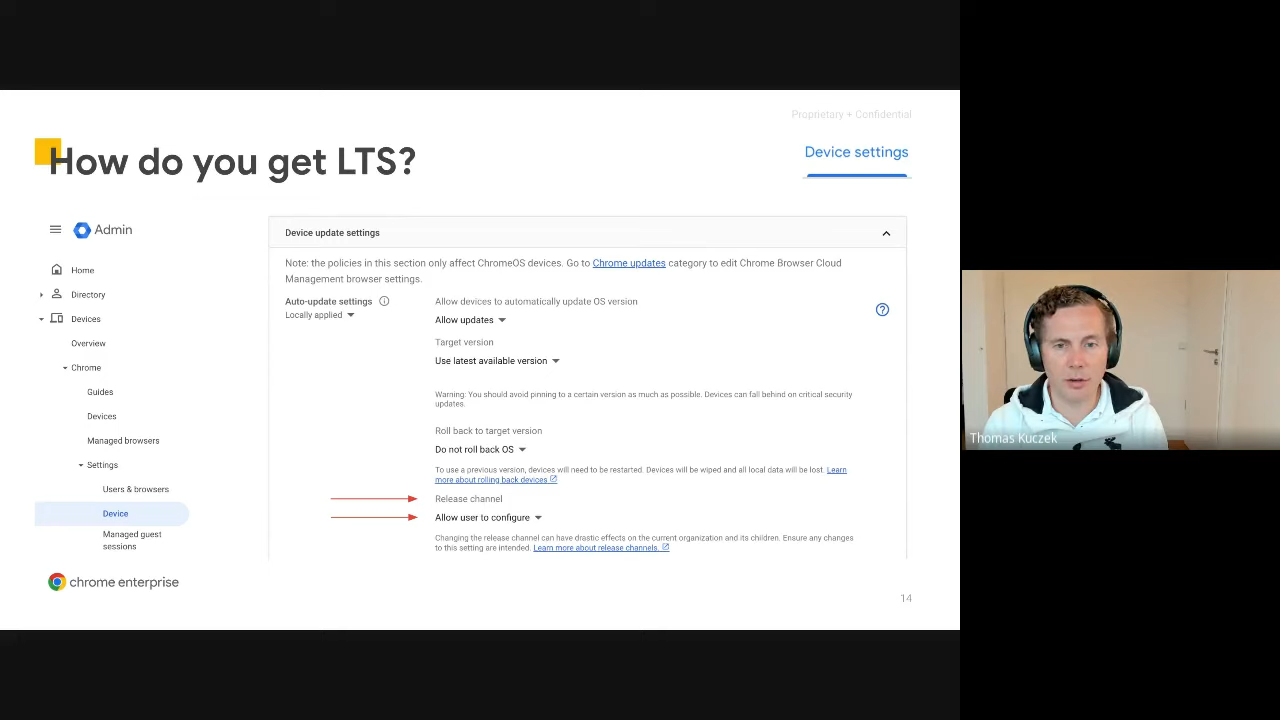 Proprietary + Confidential
How do you get LTS?
Device settings
Admin
Home
Directory
Devices
Overview
Chrome
Guides
Devices
Managed browsers
Settings
Users & browsers
Device
Managed guest
sessions
Device update settings
Note: the policies in this section only affect ChromeOS devices. Go to Chrome updates category to edit Chrome Browser Cloud
Management browser settings.
Auto-update settings
Locally applied
Allow devices to automatically update OS version
Allow updates
Target version
Use latest available version
Warning: You should avoid pinning to a certain version as much as possible. Devices can fall behind on critical security
updates.
Roll back to target version
Do not roll back OS
To use a previous version, devices will need to be restarted. Devices will be wiped and all local data will be lost. Learn
more about rolling back devices
Release channel
Allow user to configure
Changing the release channel can have drastic effects on the current organization and its children. Ensure any changes
to this setting are intended. Learn more about release channels.
chrome enterprise
14
Thomas Kuczek